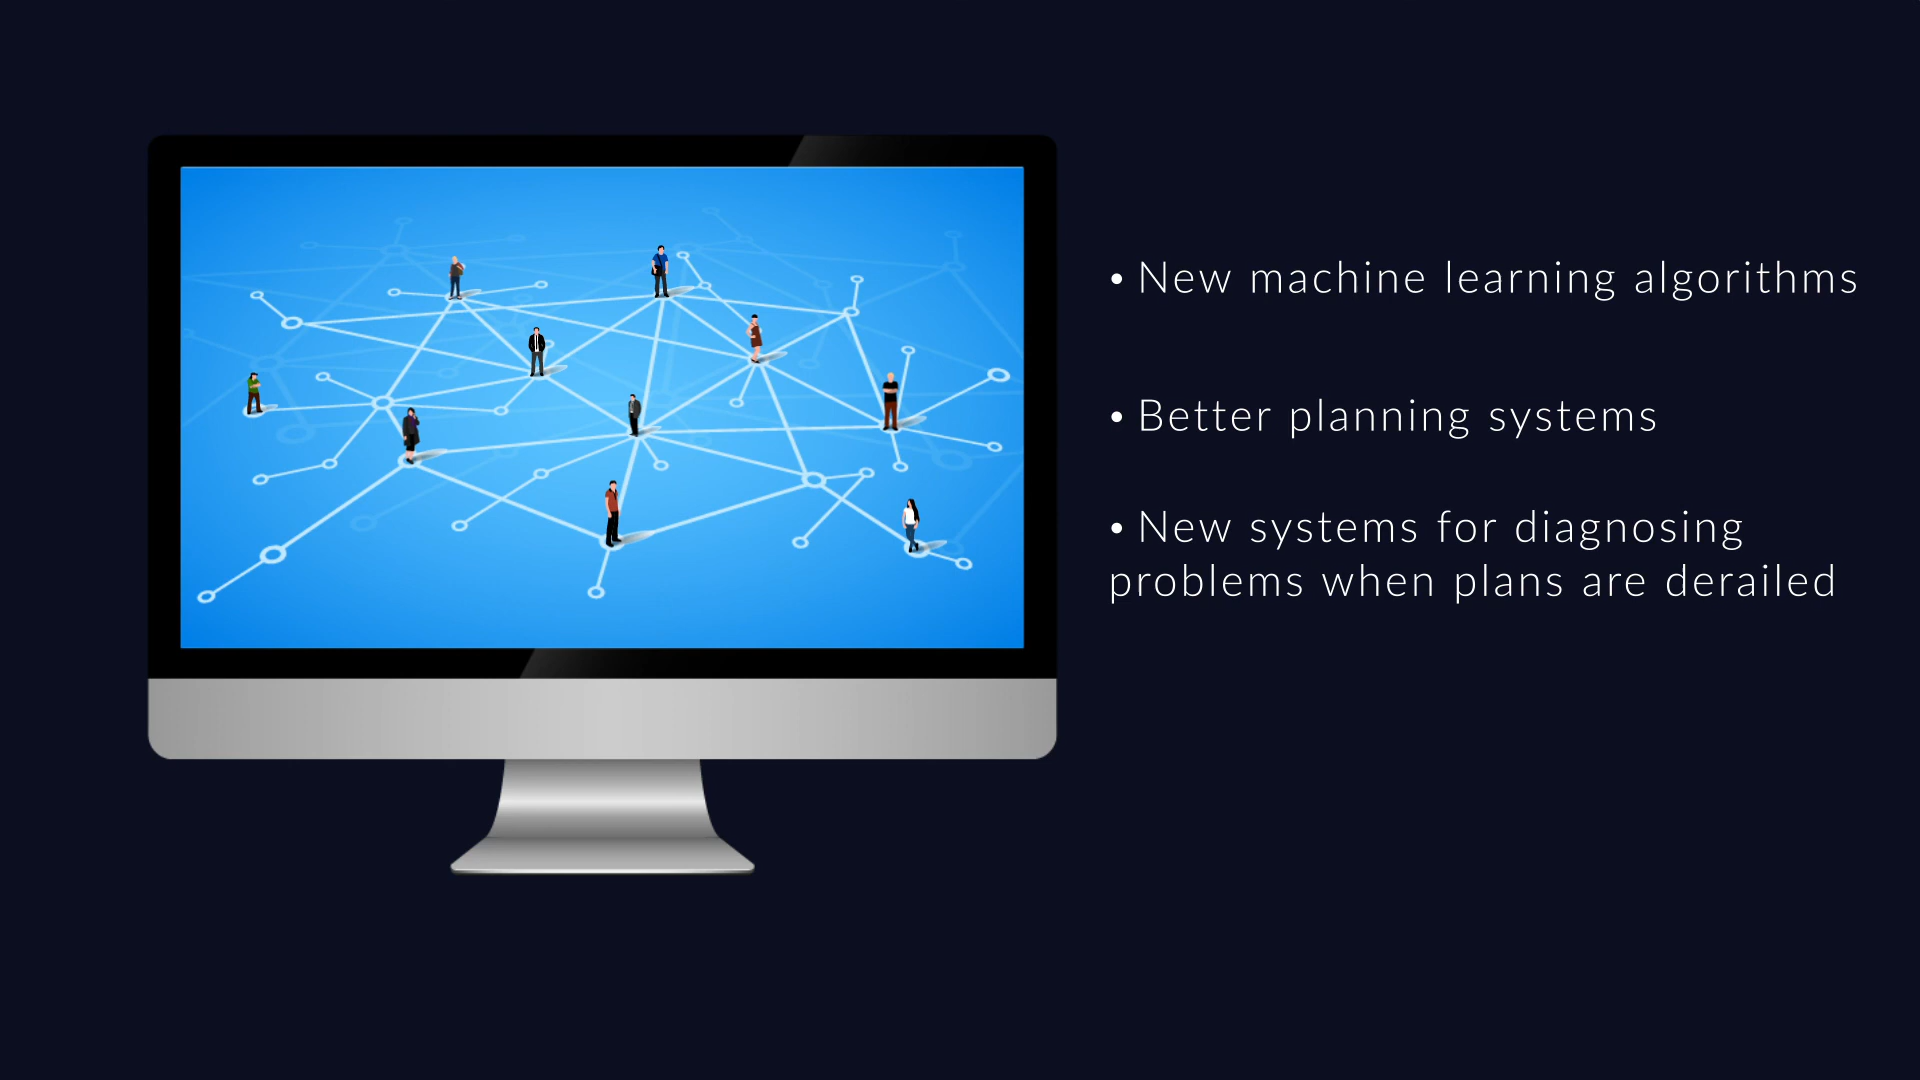 • New machine learning algorithms
• Better planning systems
• New systems for diagnosing
problems when plans are derailed